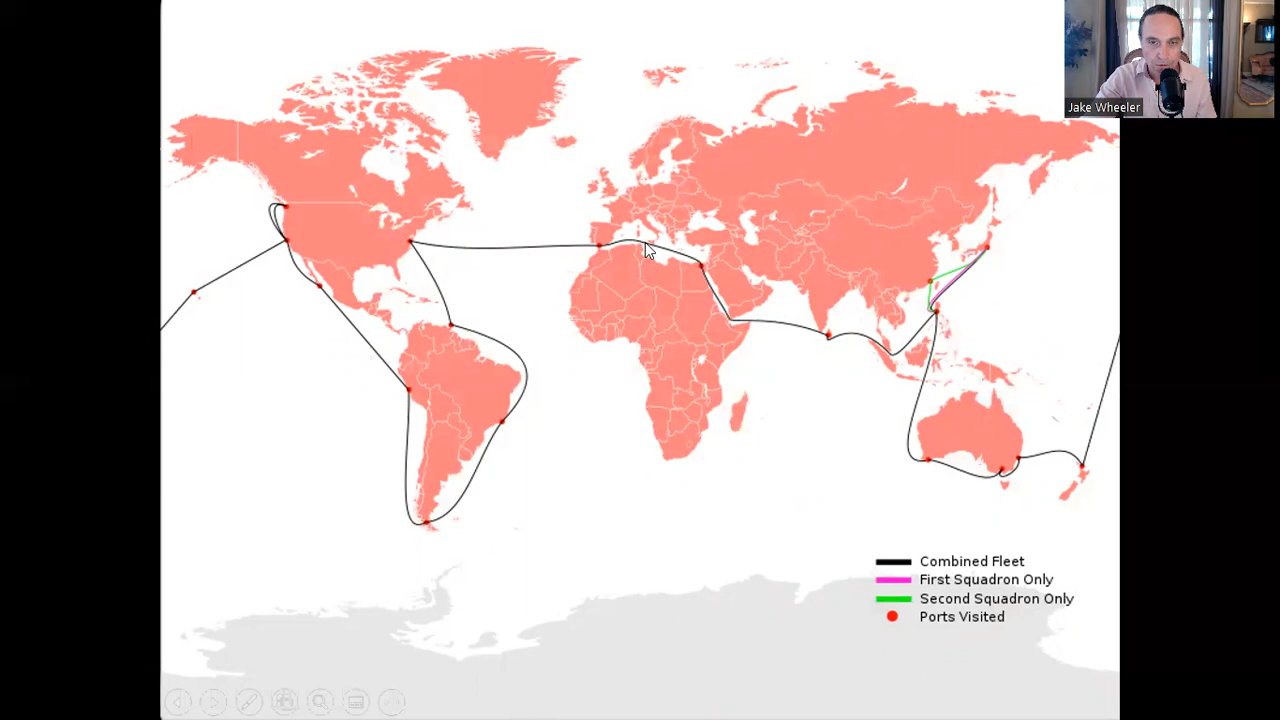 Jake Wheeler
Combined Fleet
First Squadron Only
Second Squadron Only
Ports Visited